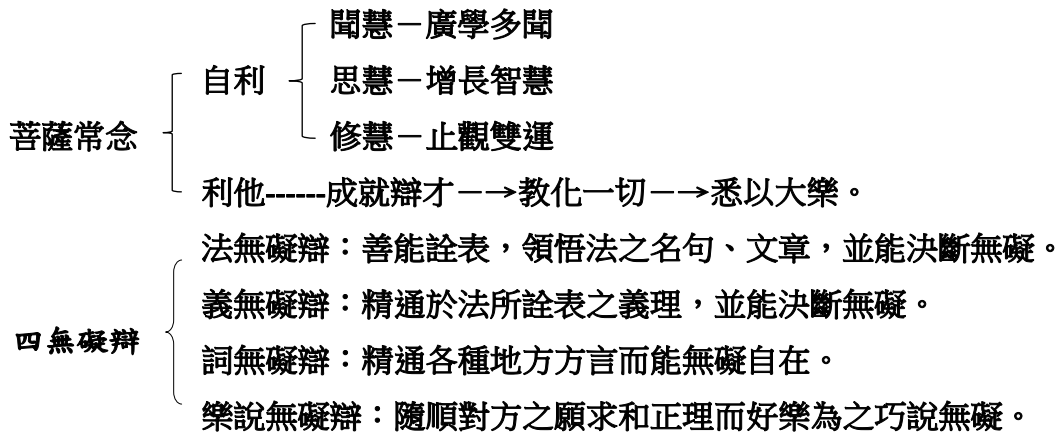 聞慧－廣學多聞
自利
思慧－增長智慧
菩薩常念
修慧－止觀雙運
利他------成就辯才－→教化一切－→悉以大樂。
法無礙辯：善能詮表，領悟法之名句、文章，並能決斷無礙。
義無礙辯：精通於法所詮表之義理，並能決斷無礙。
四無礙辯
詞無礙辯：精通各種地方方言而能無礙自在。
樂說無礙辯：隨順對方之願求和正理而好樂為之巧說無礙。